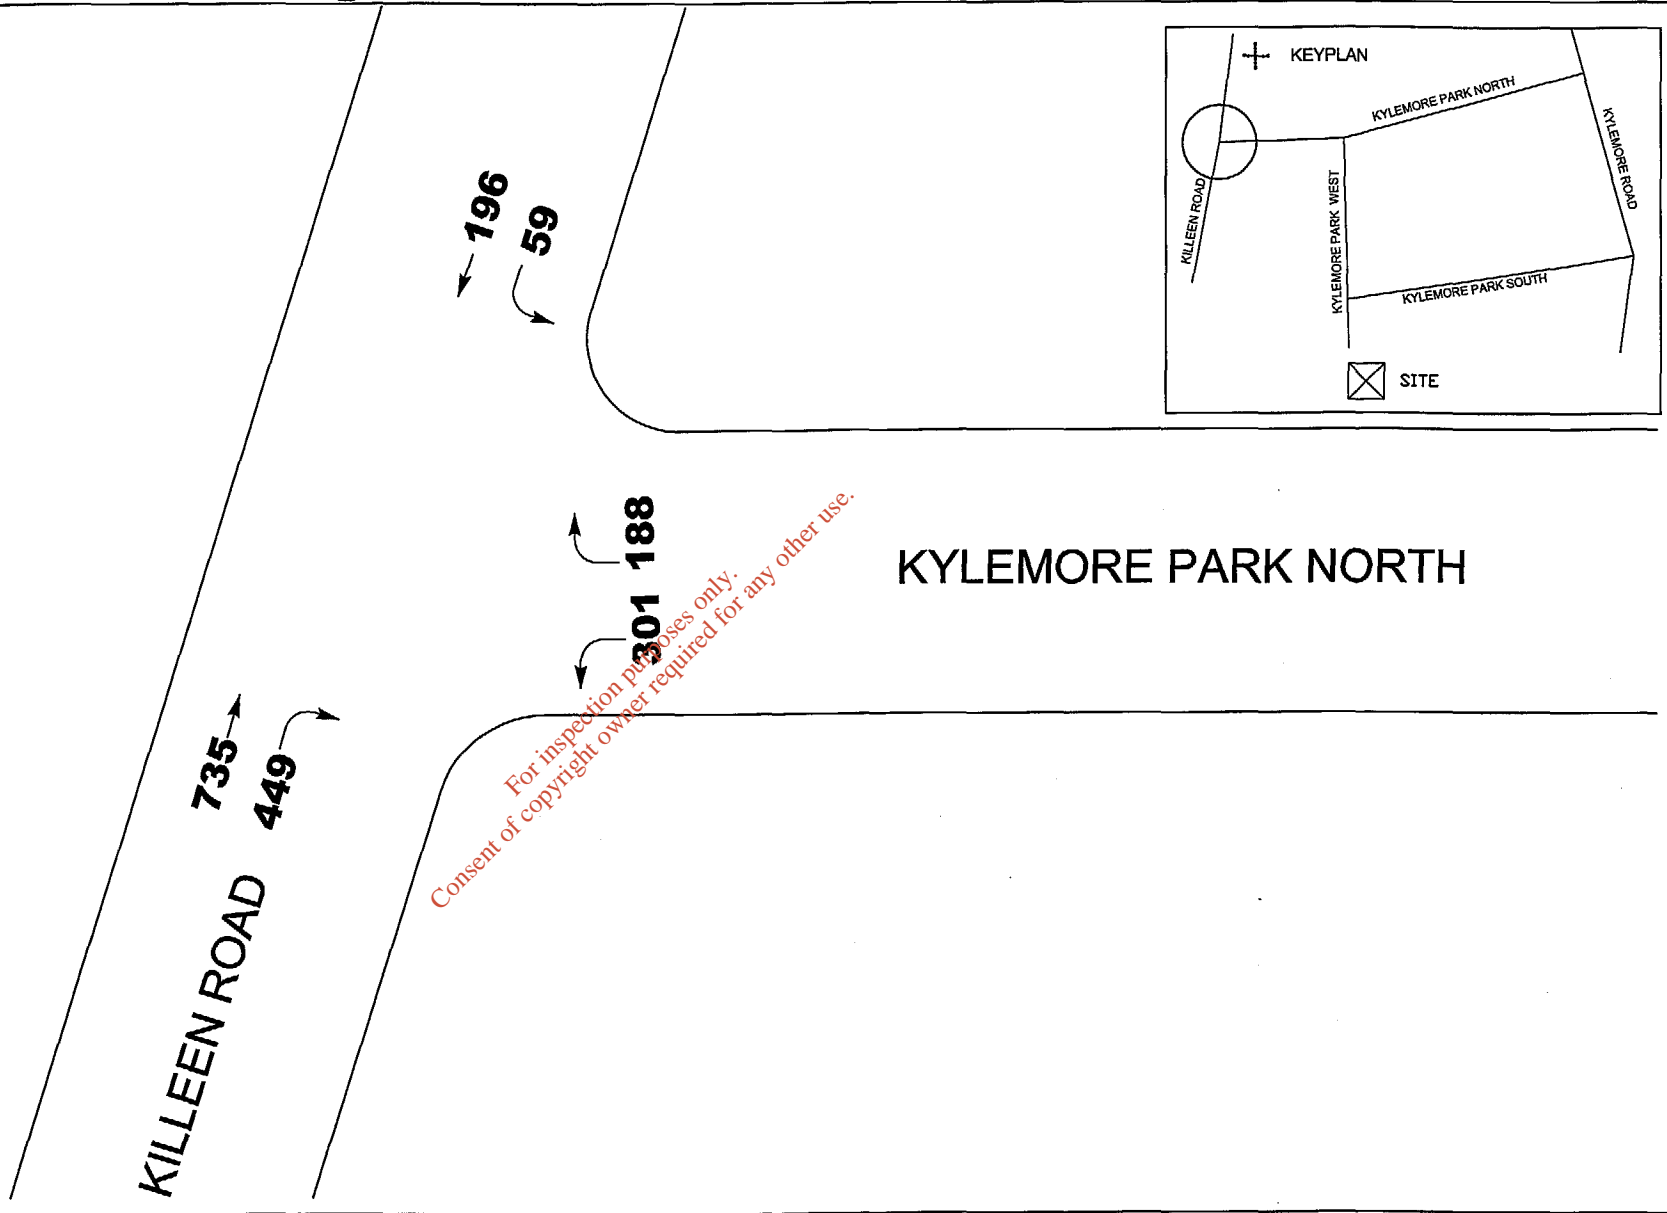 KEYPLAN
KYLEMORE PARK NORTH
KYLEMORE ROAD
KILLEEN ROAD
KYLEMORE PARK WEST
KYLEMORE PARK SOUTH
SITE
196
59
188
301
KYLEMORE PARK NORTH
735
449
KILLEEN ROAD
For inspection purposes only.
Consent of copyright owner required for any other use.